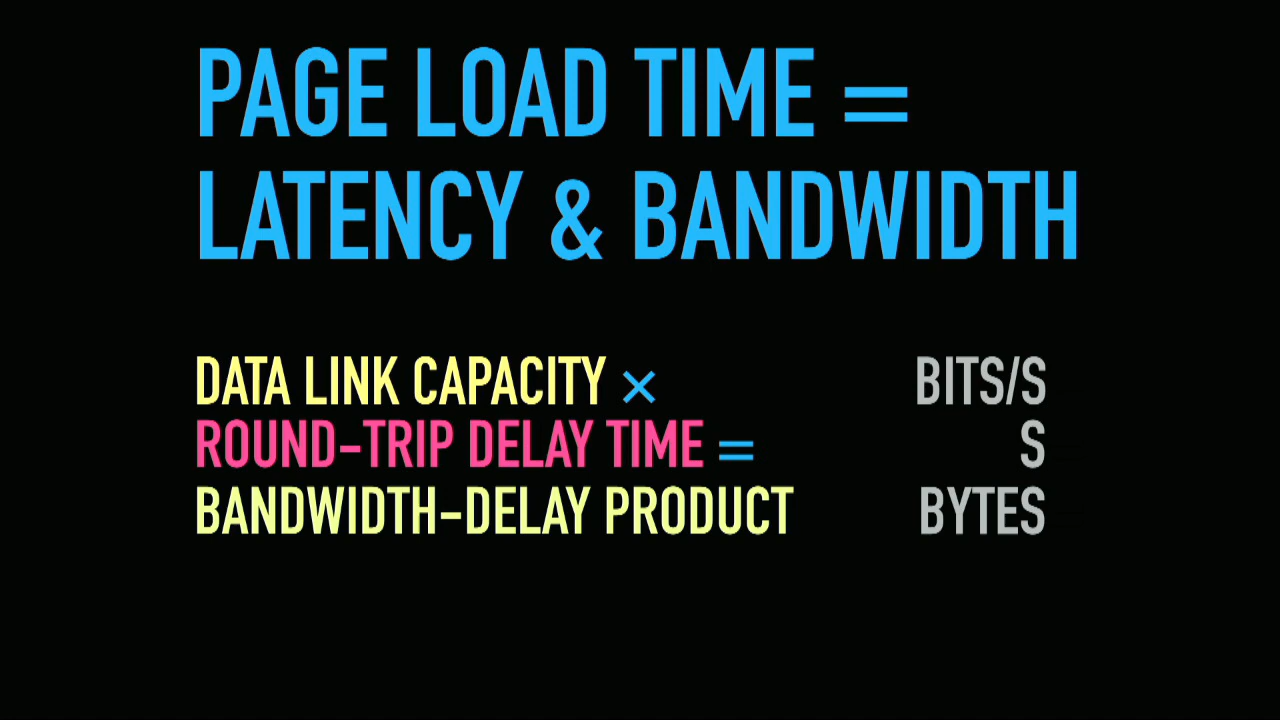 PAGE LOAD TIME =
LATENCY & BANDWIDTH
DATA LINK CAPACITY × BITS/S
ROUND-TRIP DELAY TIME = S
BANDWIDTH-DELAY PRODUCT BYTES